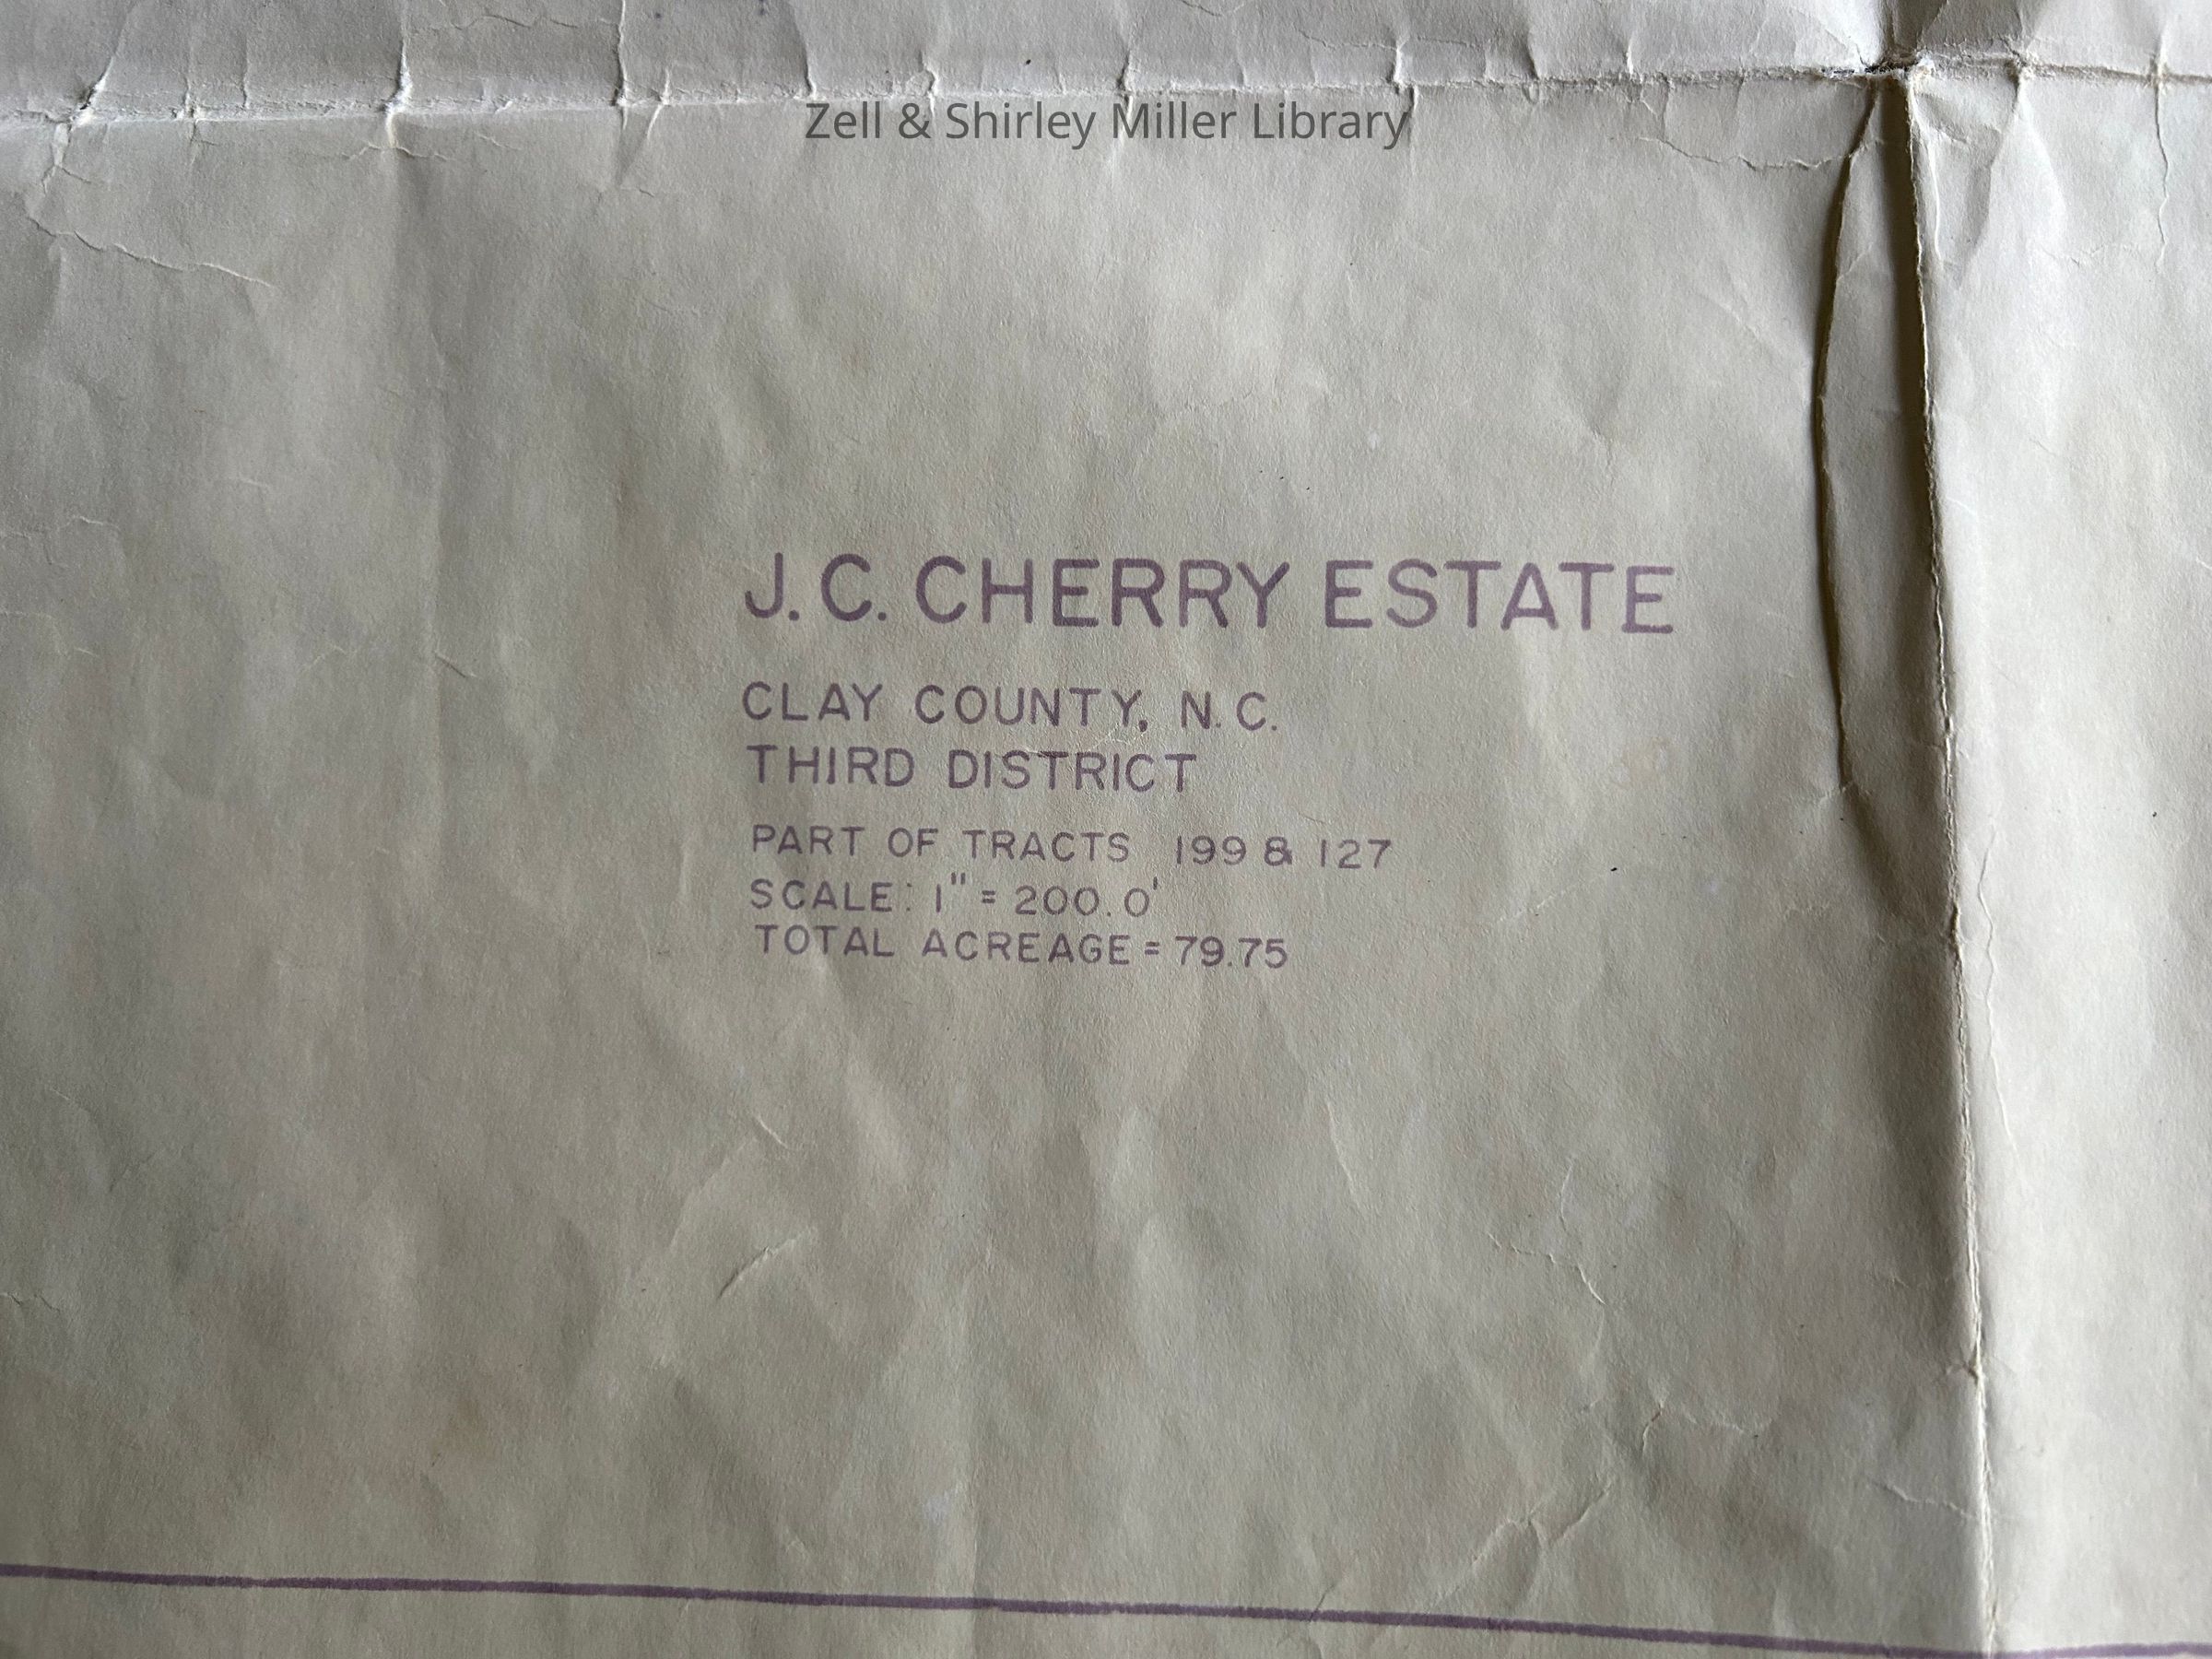 Zell & Shirley Miller Library
J. C. CHERRY ESTATE
CLAY COUNTY, N. C.
THIRD DISTRICT
PART OF TRACTS 199 & 127
SCALE: 1" = 200.0'
TOTAL ACREAGE = 79.75